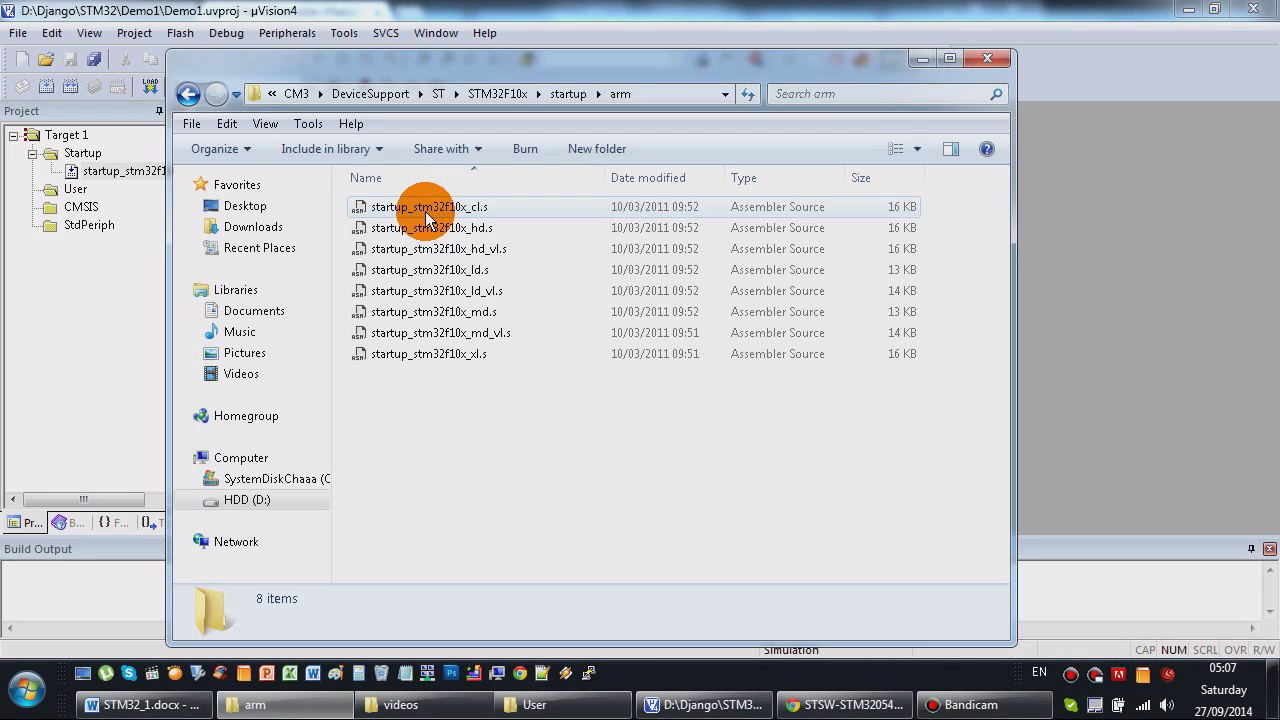 D:\Django\STM32\Demo1\Demo1.uvproj - µVision4
File Edit View Project Flash Debug Peripherals Tools SVCS Window Help
LOAD
« CM3 DeviceSupport ST STM32F10x startup arm Search arm
Project
File Edit View Tools Help
Target 1
Startup
startup_stm32f1
User
CMSIS
StdPeriph
Organize Include in library Share with Burn New folder
Favorites
Desktop
Downloads
Recent Places
Libraries
Documents
Music
Pictures
Videos
Homegroup
Computer
SystemDiskChaaa (C
HDD (D:)
Network
Name Date modified Type Size
startup_stm32f10x_cl.s 10/03/2011 09:52 Assembler Source 16 KB
startup_stm32f10x_hd.s 10/03/2011 09:52 Assembler Source 16 KB
startup_stm32f10x_hd_vl.s 10/03/2011 09:52 Assembler Source 16 KB
startup_stm32f10x_ld.s 10/03/2011 09:52 Assembler Source 13 KB
startup_stm32f10x_ld_vl.s 10/03/2011 09:52 Assembler Source 14 KB
startup_stm32f10x_md.s 10/03/2011 09:52 Assembler Source 13 KB
startup_stm32f10x_md_vl.s 10/03/2011 09:51 Assembler Source 14 KB
startup_stm32f10x_xl.s 10/03/2011 09:51 Assembler Source 16 KB
Pr... B... {} F... T
Build Output
8 items
Simulation CAP NUM SCRL OVR R/W
EN 05:07
Saturday
27/09/2014
STM32_1.docx - ... arm videos User D:\Django\STM3... STSW-STM32054... Bandicam